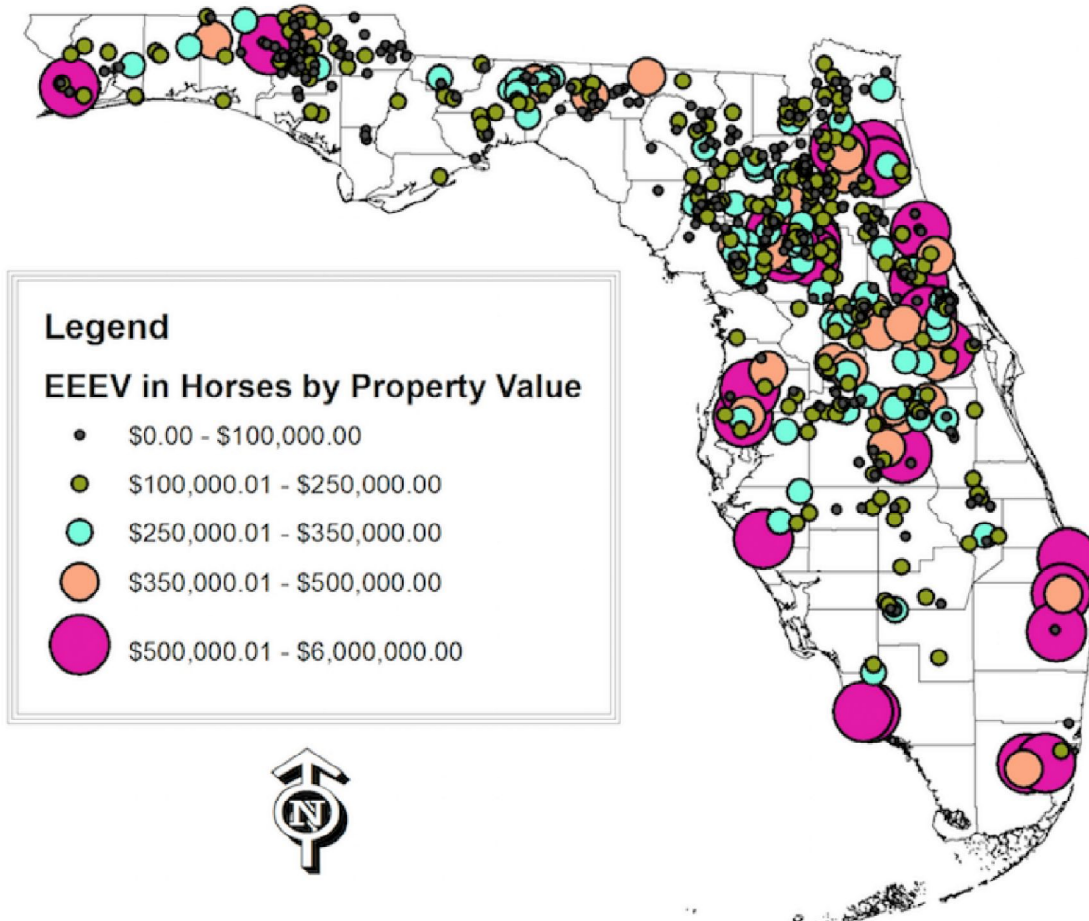 Legend
EEEV in Horses by Property Value
$0.00 - $100,000.00
$100,000.01 - $250,000.00
$250,000.01 - $350,000.00
$350,000.01 - $500,000.00
$500,000.01 - $6,000,000.00
N